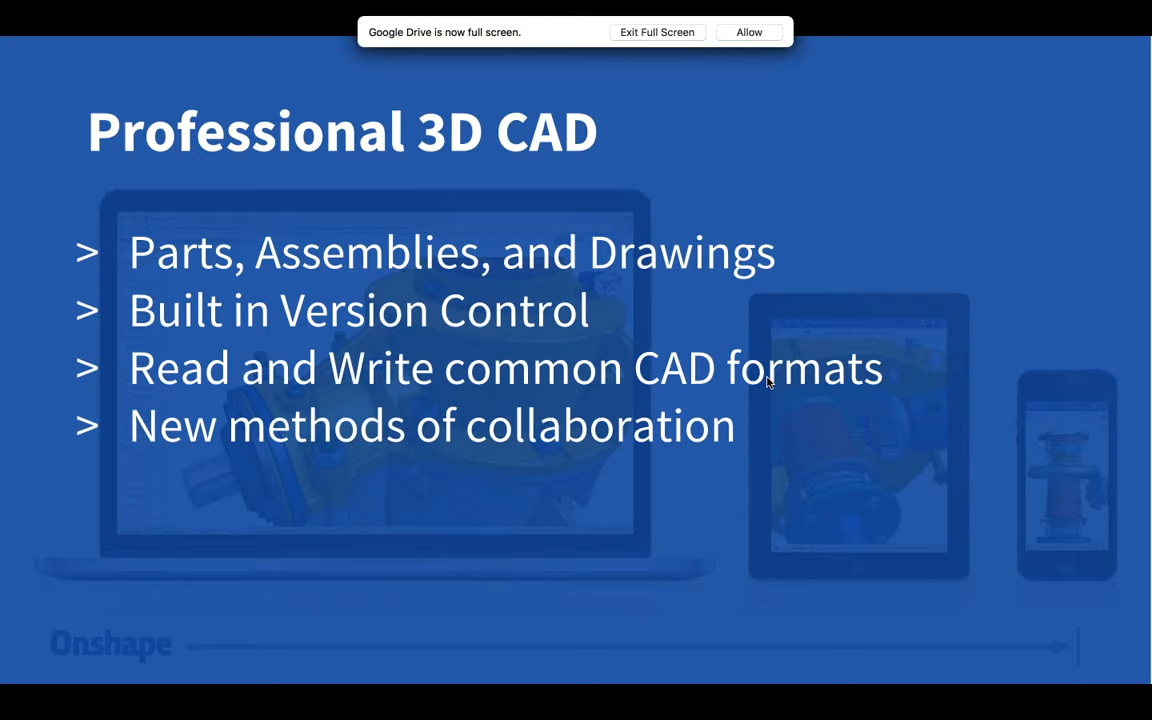 Google Drive is now full screen. Exit Full Screen Allow
Professional 3D CAD
> Parts, Assemblies, and Drawings
> Built in Version Control
> Read and Write common CAD formats
> New methods of collaboration
Onshape